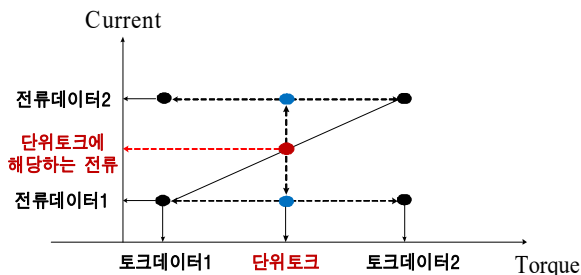 Current
전류데이터2
단위토크에
해당하는 전류
전류데이터1
토크데이터1
단위토크
토크데이터2
Torque